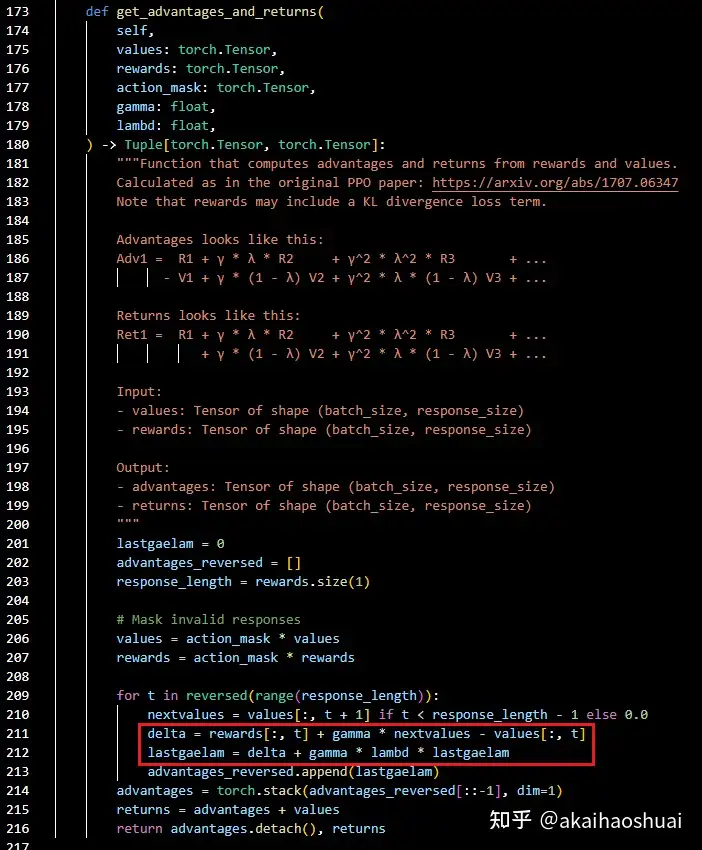 173 def get_advantages_and_returns(
174 self,
175 values: torch.Tensor,
176 rewards: torch.Tensor,
177 action_mask: torch.Tensor,
178 gamma: float,
179 lambd: float,
180 ) -> Tuple[torch.Tensor, torch.Tensor]:
181 """Function that computes advantages and returns from rewards and values.
182 Calculated as in the original PPO paper: https://arxiv.org/abs/1707.06347
183 Note that rewards may include a KL divergence loss term.
184
185 Advantages looks like this:
186 Adv1 =  R1 + γ * λ * R2     + γ^2 * λ^2 * R3       + ...
187 - V1 + γ * (1 - λ) V2 + γ^2 * λ * (1 - λ) V3 + ...
188
189 Returns looks like this:
190 Ret1 =  R1 + γ * λ * R2     + γ^2 * λ^2 * R3       + ...
191 + γ * (1 - λ) V2 + γ^2 * λ * (1 - λ) V3 + ...
192
193 Input:
194 - values: Tensor of shape (batch_size, response_size)
195 - rewards: Tensor of shape (batch_size, response_size)
196
197 Output:
198 - advantages: Tensor of shape (batch_size, response_size)
199 - returns: Tensor of shape (batch_size, response_size)
200 """
201 lastgaelam = 0
202 advantages_reversed = []
203 response_length = rewards.size(1)
204
205 # Mask invalid responses
206 values = action_mask * values
207 rewards = action_mask * rewards
208
209 for t in reversed(range(response_length)):
210 nextvalues = values[:, t + 1] if t < response_length - 1 else 0.0
211 delta = rewards[:, t] + gamma * nextvalues - values[:, t]
212 lastgaelam = delta + gamma * lambd * lastgaelam
213 advantages_reversed.append(lastgaelam)
214 advantages = torch.stack(advantages_reversed[::-1], dim=1)
215 returns = advantages + values
216 return advantages.detach(), returns
217
知乎 @akaihaoshuai